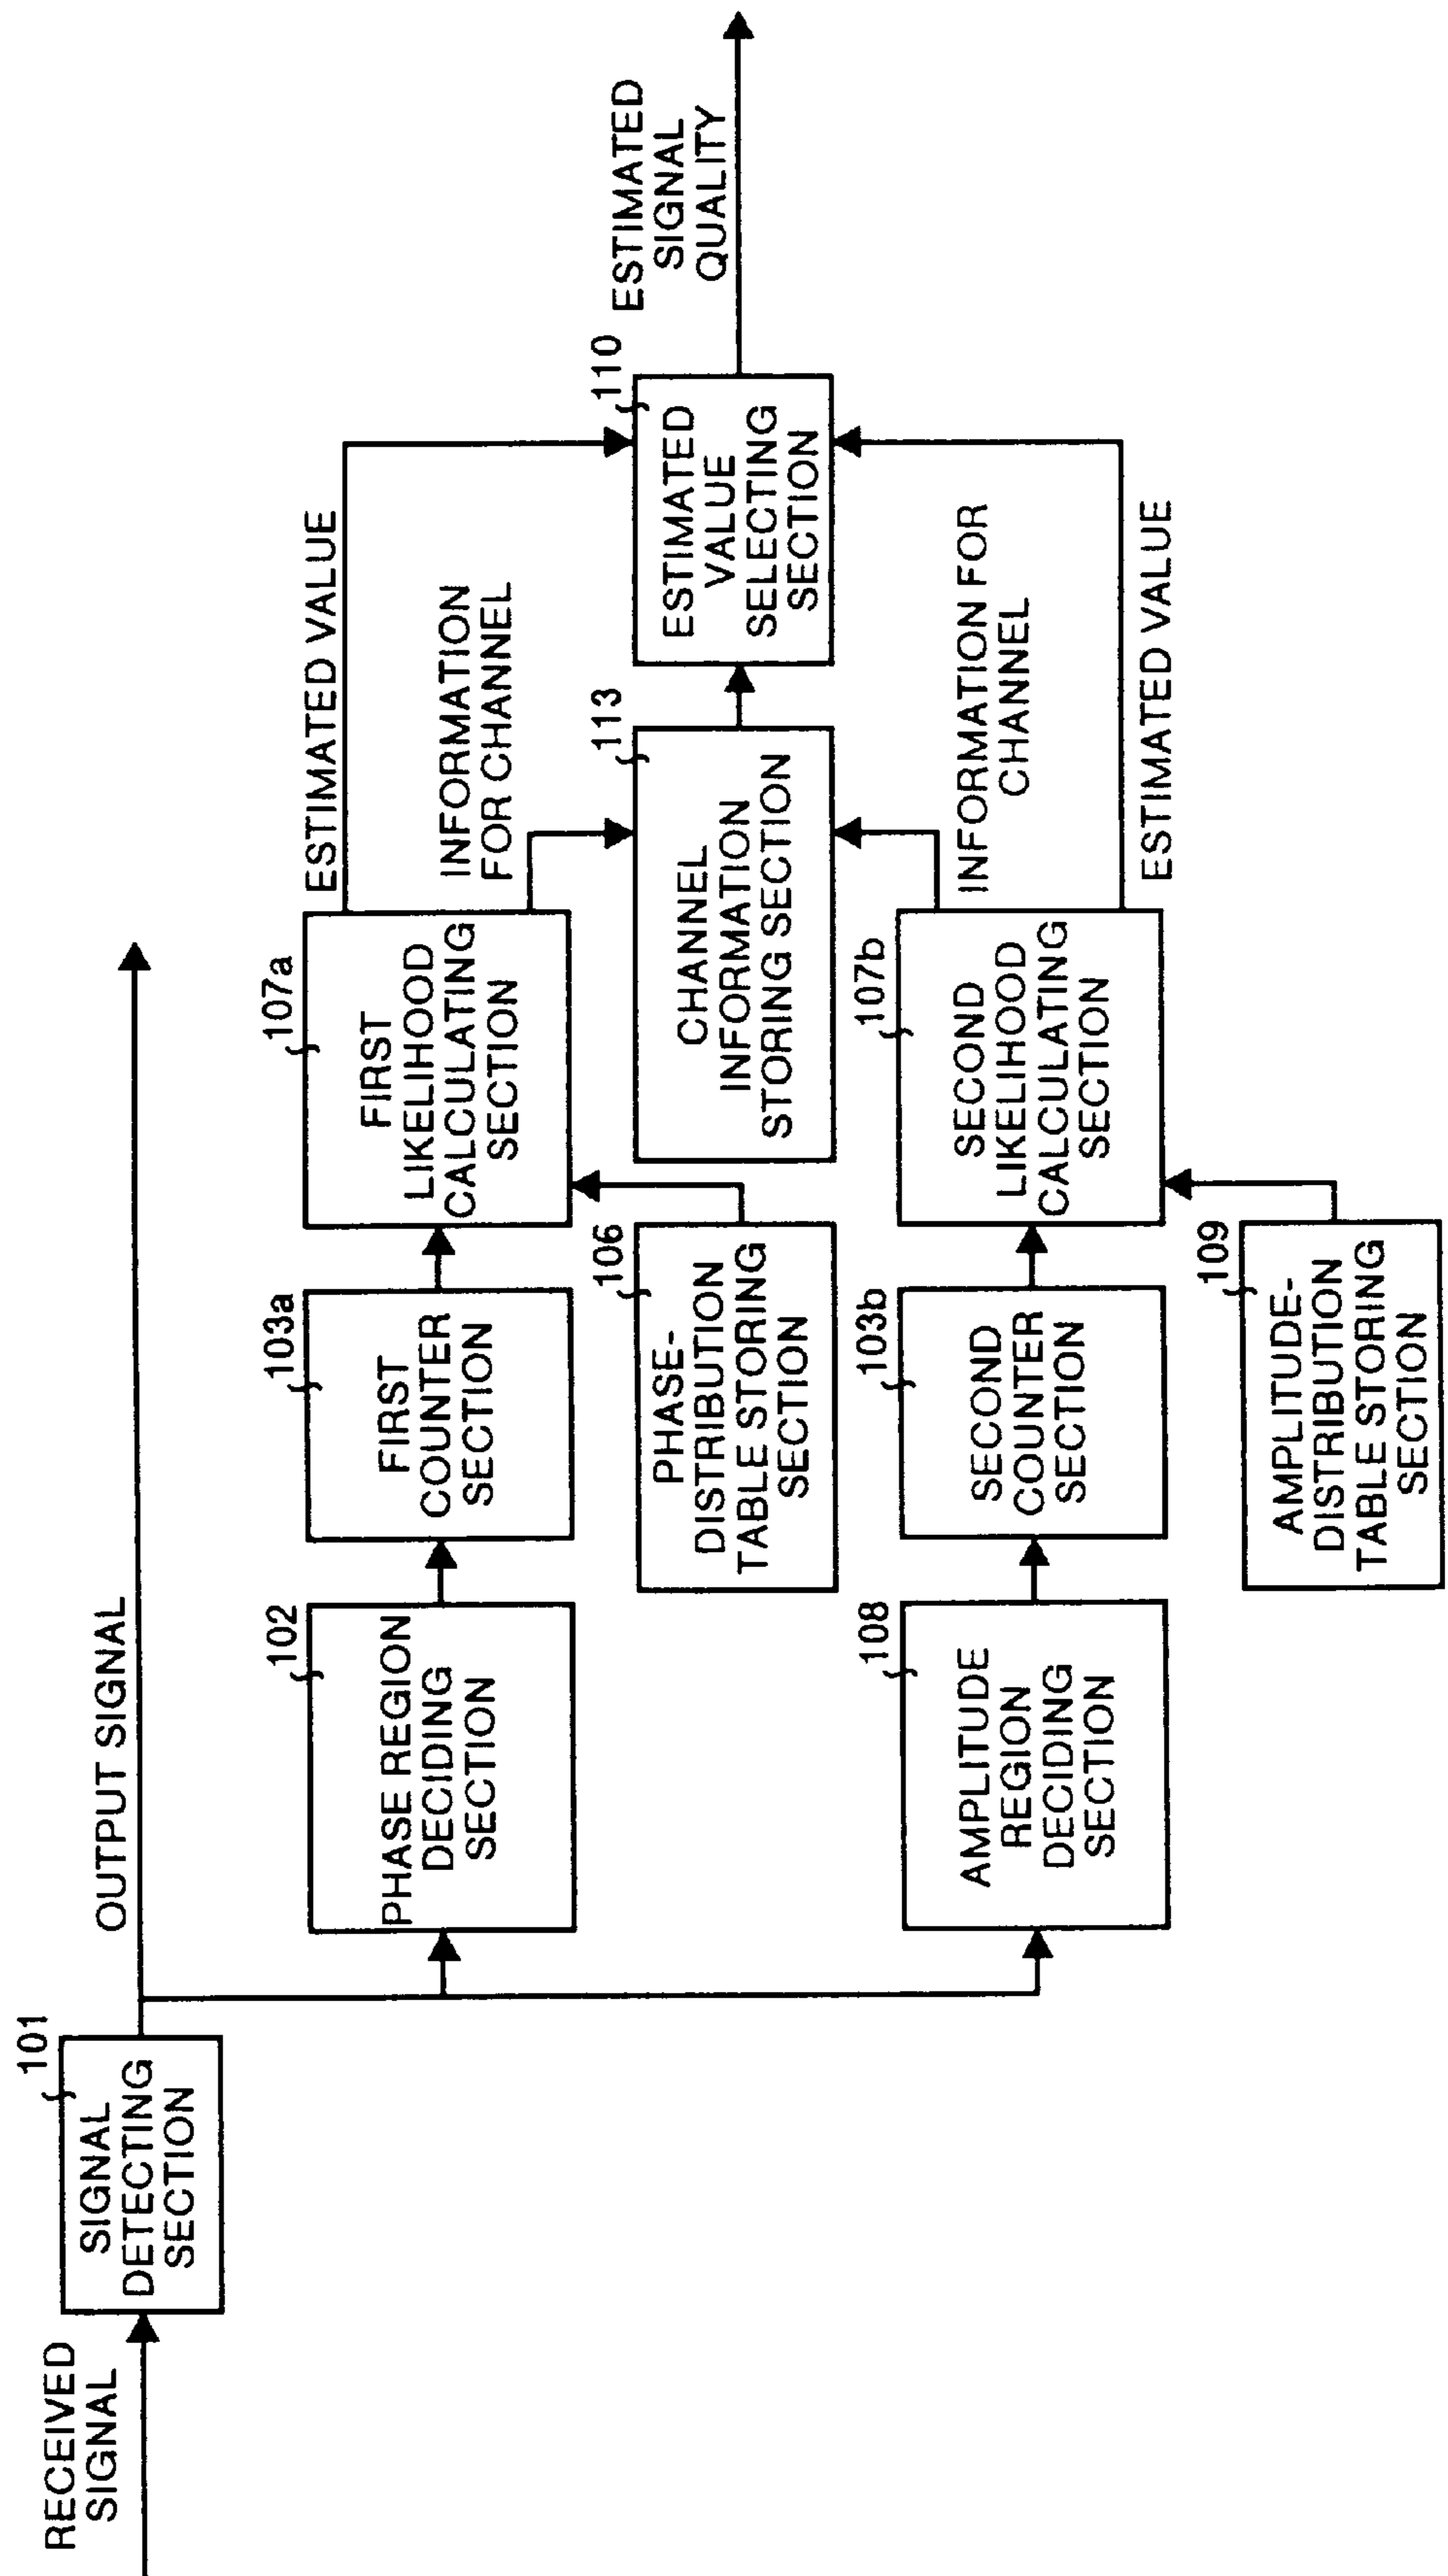 RECEIVED
SIGNAL
101
SIGNAL
DETECTING
SECTION
OUTPUT SIGNAL
102
PHASE REGION
DECIDING
SECTION
103a
FIRST
COUNTER
SECTION
107a
FIRST
LIKELIHOOD
CALCULATING
SECTION
ESTIMATED VALUE
INFORMATION
FOR CHANNEL
106
PHASE-
DISTRIBUTION
TABLE STORING
SECTION
113
CHANNEL
INFORMATION
STORING SECTION
110
ESTIMATED
VALUE
SELECTING
SECTION
ESTIMATED
SIGNAL
QUALITY
108
AMPLITUDE
REGION
DECIDING
SECTION
103b
SECOND
COUNTER
SECTION
107b
SECOND
LIKELIHOOD
CALCULATING
SECTION
INFORMATION FOR
CHANNEL
ESTIMATED VALUE
109
AMPLITUDE-
DISTRIBUTION
TABLE STORING
SECTION